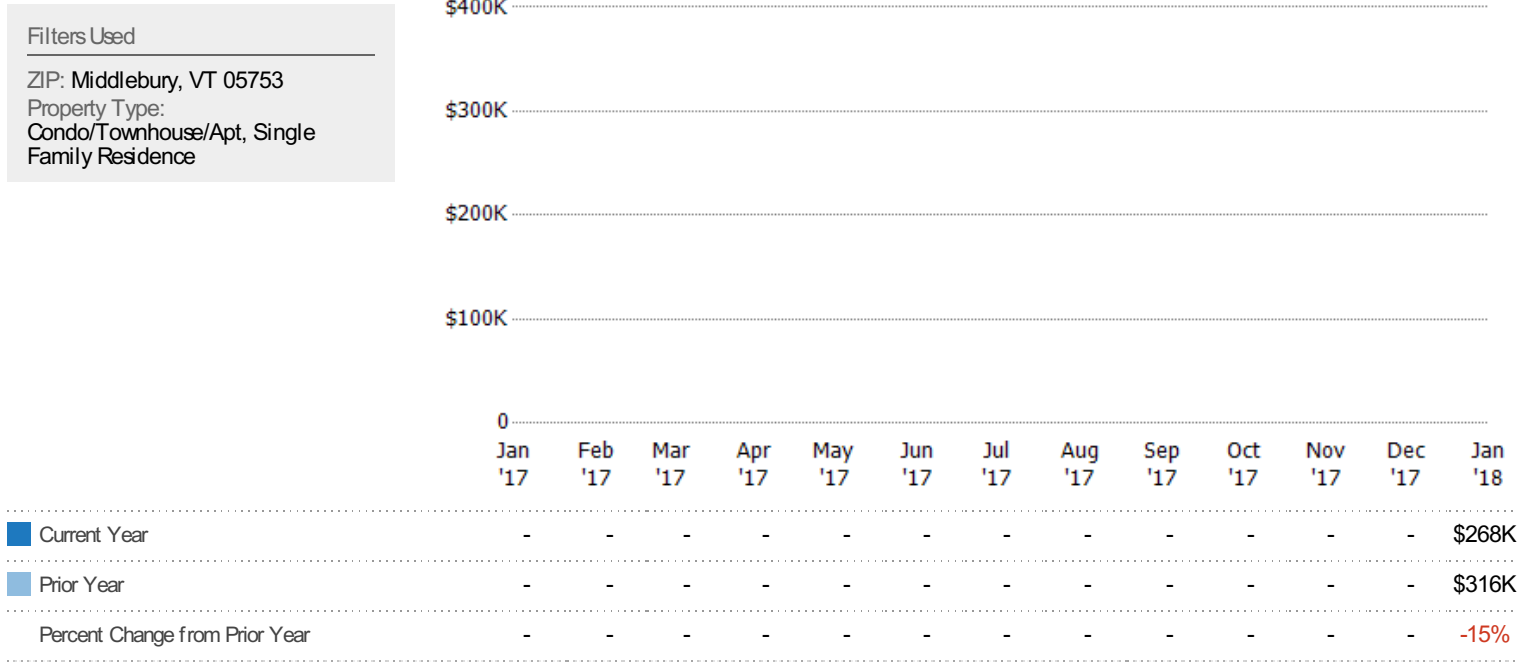 Filters Used
ZIP: Middlebury, VT 05753
Property Type:
Condo/Townhouse/Apt, Single
Family Residence
$400K
$300K
$200K
$100K
0
Jan Feb Mar Apr May Jun Jul Aug Sep Oct Nov Dec Jan
'17 '17 '17 '17 '17 '17 '17 '17 '17 '17 '17 '17 '18
Current Year - - - - - - - - - - - - $268K
Prior Year - - - - - - - - - - - - $316K
Percent Change from Prior Year - - - - - - - - - - - - -15%